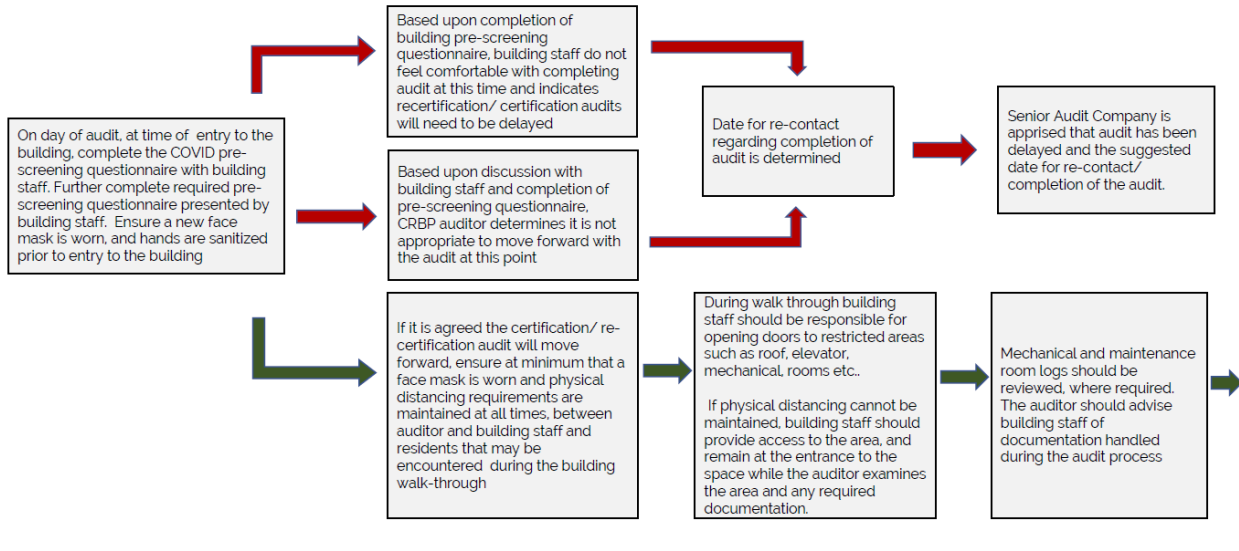 On day of audit, at time of  entry to the
building, complete the COVID pre-
screening questionnaire with building
staff. Further complete required pre-
screening questionnaire presented by
building staff.  Ensure a new face
mask is worn, and hands are sanitized
prior to entry to the building
Based upon completion of
building pre-screening
questionnaire, building staff do not
feel comfortable with completing
audit at this time and indicates
recertification/ certification audits
will need to be delayed
Based upon discussion with
building staff and completion of
pre-screening questionnaire,
CRBP auditor determines it is not
appropriate to move forward with
the audit at this point
Date for re-contact
regarding completion of
audit is determined
Senior Audit Company is
apprised that audit has been
delayed and the suggested
date for re-contact/
completion of the audit.
If it is agreed the certification/ re-
certification audit will move
forward, ensure at minimum that a
face mask is worn and physical
distancing requirements are
maintained at all times, between
auditor and building staff and
residents that may be
encountered  during the building
walk-through
During walk through building
staff should be responsible for
opening doors to restricted areas
such as roof, elevator,
mechanical, rooms etc..
If physical distancing cannot be
maintained, building staff should
provide access to the area, and
remain at the entrance to the
space while the auditor examines
the area and any required
documentation.
Mechanical and maintenance
room logs should be
reviewed, where required.
The auditor should advise
building staff of
documentation handled
during the audit process